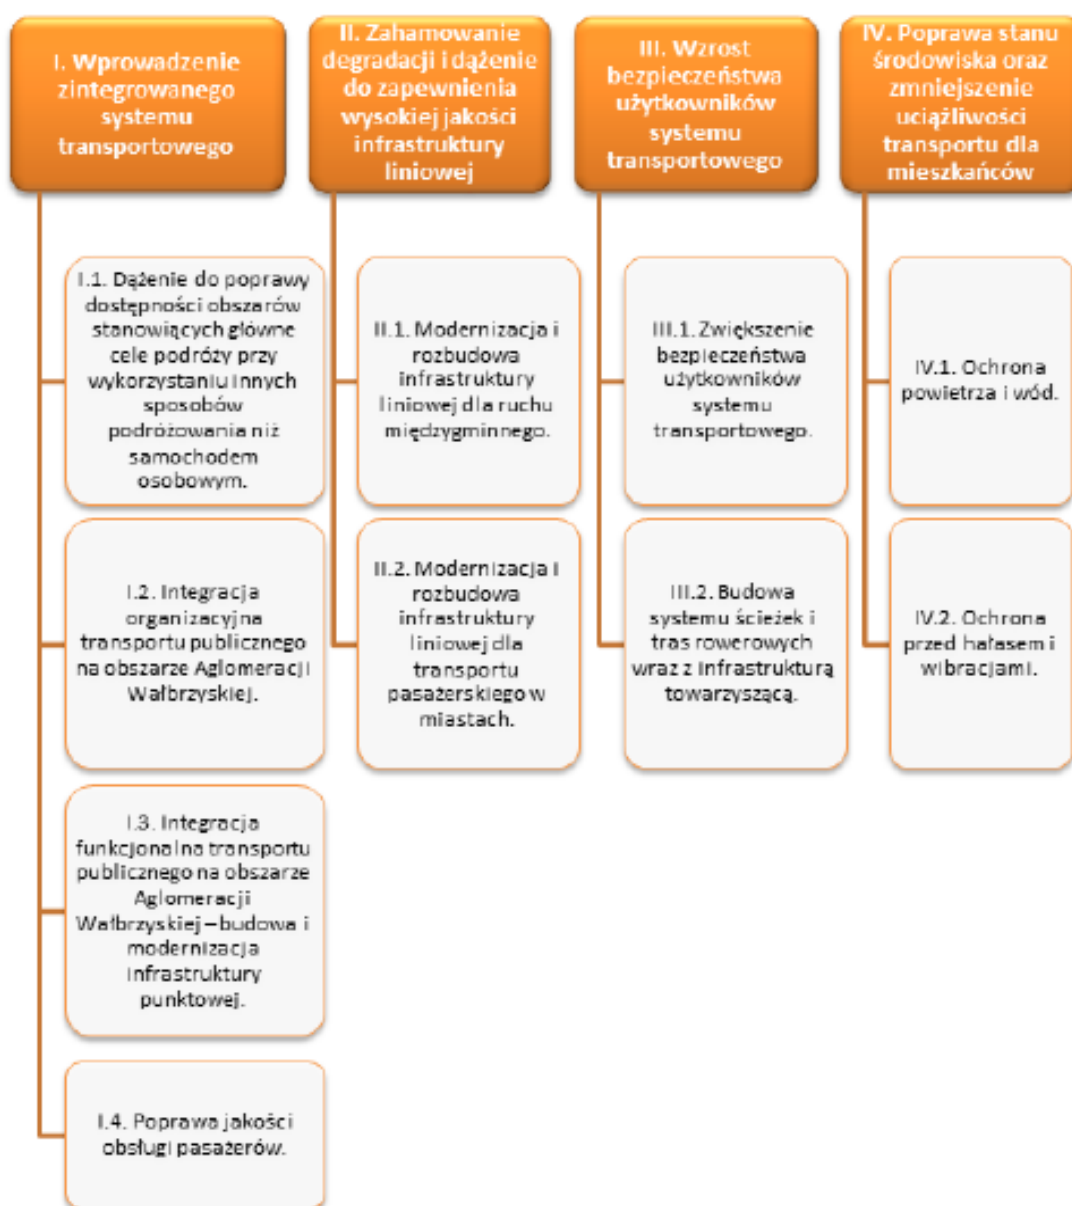 I. Wprowadzenie
zintegrowanego
systemu
transportowego
I.1. Dążenie do poprawy
dostępności obszarów
stanowiących główne
cele podróży przy
wykorzystaniu innych
sposobów
podróżowania niż
samochodem
osobowym.
I.2. Integracja
organizacyjna
transportu publicznego
na obszarze Aglomeracji
Wałbrzyskiej.
I.3. Integracja
funkcjonalna transportu
publicznego na obszarze
Aglomeracji
Wałbrzyskiej – budowa i
modernizacja
infrastruktury
punktowej.
I.4. Poprawa jakości
obsługi pasażerów.
II. Zahamowanie
degradacji i dążenie
do zapewnienia
wysokiej jakości
infrastruktury
liniowej
II.1. Modernizacja i
rozbudowa
infrastruktury
liniowej dla ruchu
międzygminnego.
II.2. Modernizacja i
rozbudowa
infrastruktury
liniowej dla
transportu
pasażerskiego w
miastach.
III. Wzrost
bezpieczeństwa
użytkowników
systemu
transportowego
III.1. Zwiększenie
bezpieczeństwa
użytkowników
systemu
transportowego.
III.2. Budowa
systemu ścieżek i
tras rowerowych
wraz z infrastrukturą
towarzyszącą.
IV. Poprawa stanu
środowiska oraz
zmniejszenie
uciążliwości
transportu dla
mieszkańców
IV.1. Ochrona
powietrza i wód.
IV.2. Ochrona
przed hałasem i
wibracjami.